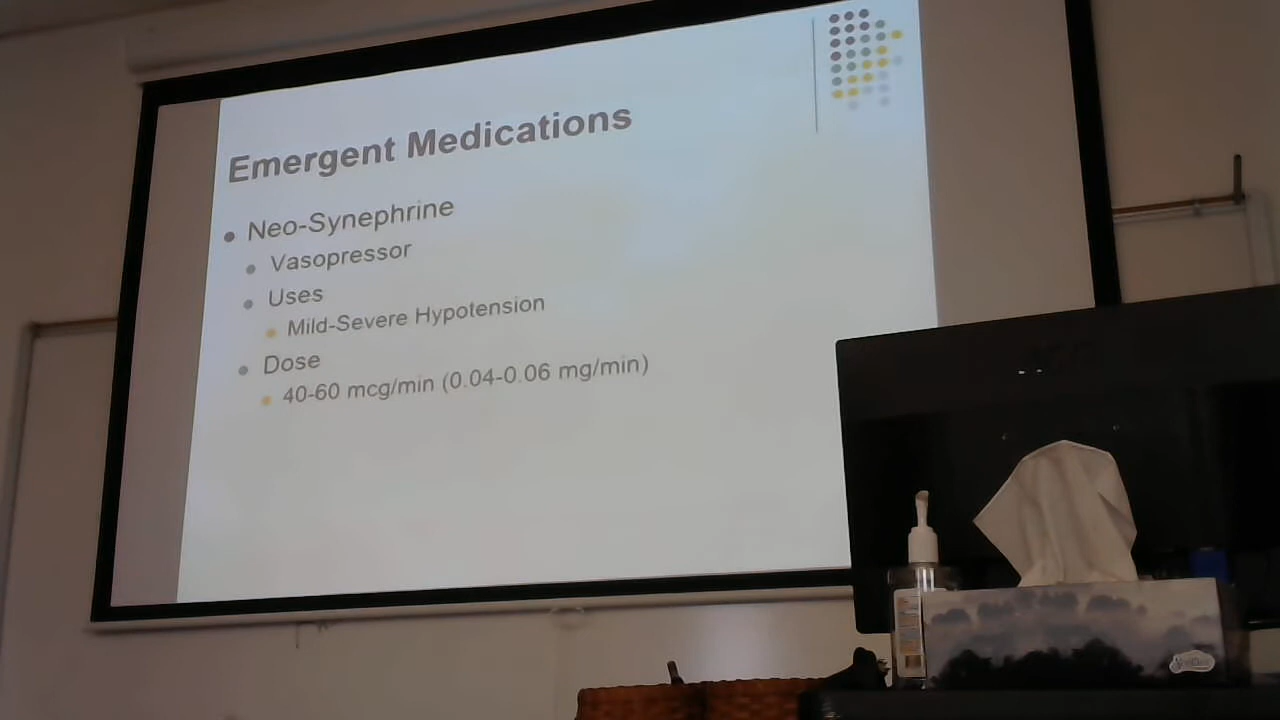 Emergent Medications
Neo-Synephrine
Vasopressor
Uses
Mild-Severe Hypotension
Dose
40-60 mcg/min (0.04-0.06 mg/min)